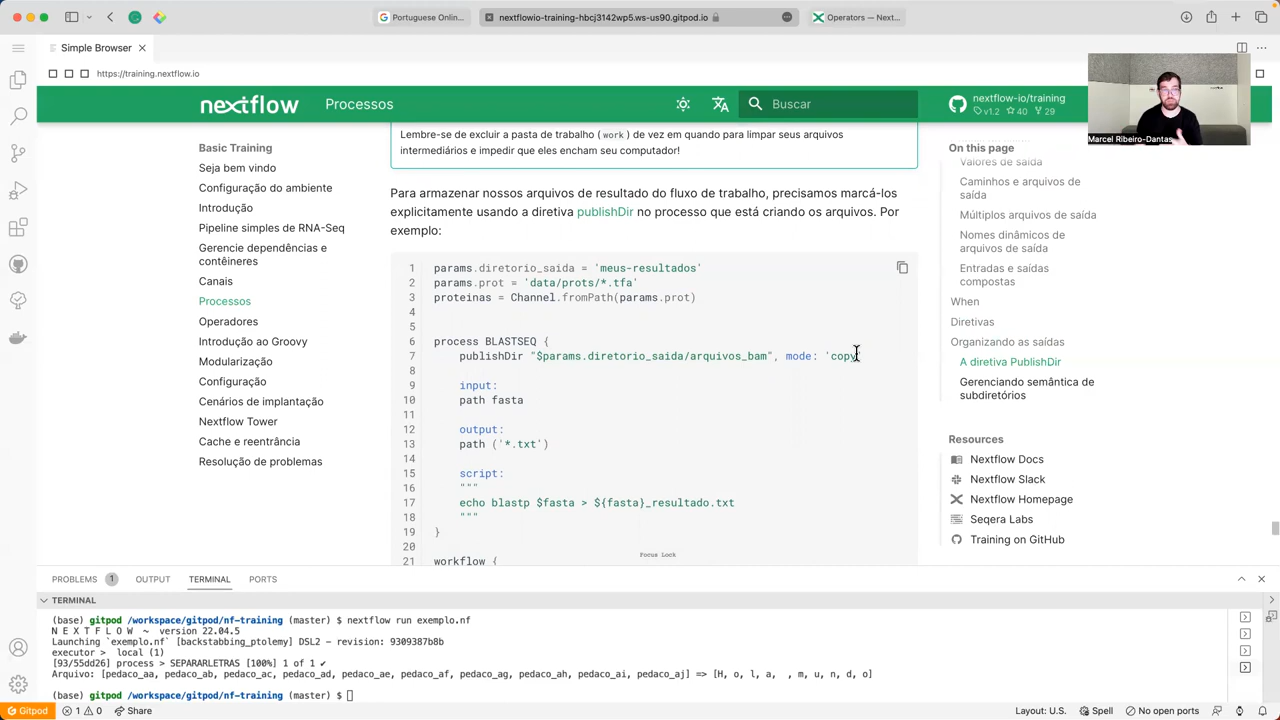 Portuguese Onlin...
nextflowio-training-hbcj3142wp5.ws-us90.gitpod.io
Operators — Next...
Simple Browser
https://training.nextflow.io
nextflow
Processos
Buscar
nextflow-io/training
v1.2 40 29
Marcel Ribeiro-Dantas
Basic Training
Seja bem vindo
Configuração do ambiente
Introdução
Pipeline simples de RNA-Seq
Gerencie dependências e
contêineres
Canais
Processos
Operadores
Introdução ao Groovy
Modularização
Configuração
Cenários de implantação
Nextflow Tower
Cache e reentrância
Resolução de problemas
Lembre-se de excluir a pasta de trabalho ( work ) de vez em quando para limpar seus arquivos
intermediários e impedir que eles encham seu computador!
Para armazenar nossos arquivos de resultado do fluxo de trabalho, precisamos marcá-los
explicitamente usando a diretiva publishDir no processo que está criando os arquivos. Por
exemplo:
1 params.diretorio_saida = 'meus-resultados'
2 params.prot = 'data/prots/*.tfa'
3 proteinas = Channel.fromPath(params.prot)
4
5
6 process BLASTSEQ {
7 publishDir "$params.diretorio_saida/arquivos_bam", mode: 'copy'
8
9 input:
10 path fasta
11
12 output:
13 path ('*.txt')
14
15 script:
16 """
17 echo blastp $fasta > ${fasta}_resultado.txt
18 """
19 }
20
21 workflow {
Focus Lock
On this page
Valores de saída
Caminhos e arquivos de
saída
Múltiplos arquivos de saída
Nomes dinâmicos de
arquivos de saída
Entradas e saídas
compostas
When
Diretivas
Organizando as saídas
A diretiva PublishDir
Gerenciando semântica de
subdiretórios
Resources
Nextflow Docs
Nextflow Slack
Nextflow Homepage
Seqera Labs
Training on GitHub
PROBLEMS 1 OUTPUT TERMINAL PORTS
TERMINAL
(base) gitpod /workspace/gitpod/nf-training (master) $ nextflow run exemplo.nf
N E X T F L O W ~ version 22.04.5
Launching `exemplo.nf` [backstabbing_ptolemy] DSL2 - revision: 9309387b8b
executor > local (1)
[93/55dd26] process > SEPARARLETRAS [100%] 1 of 1 ✔
Arquivo: [pedaco_aa, pedaco_ab, pedaco_ac, pedaco_ad, pedaco_ae, pedaco_af, pedaco_ag, pedaco_ah, pedaco_ai, pedaco_aj] => [H, o, l, a, , m, u, n, d, o]
(base) gitpod /workspace/gitpod/nf-training (master) $
Gitpod 1 0 Share
Layout: U.S. Spell No open ports